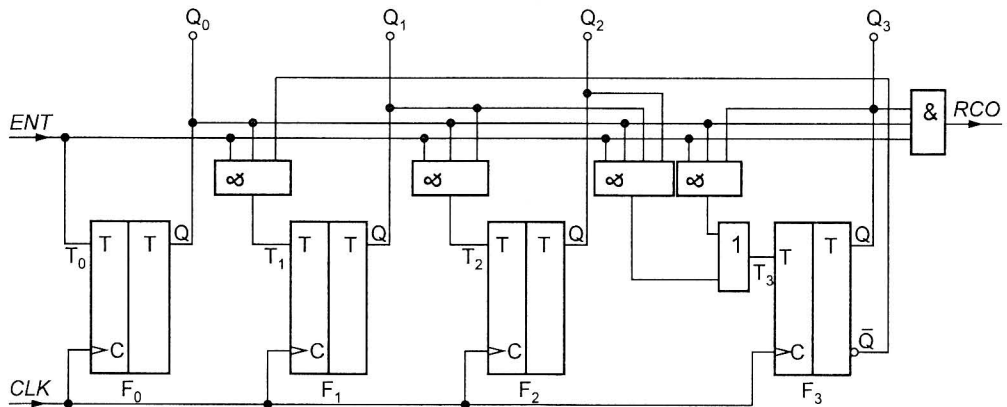 Q0 Q1 Q2 Q3
ENT & RCO
& & & &
T T Q T T Q T T Q 1 T T Q
T0 T1 T2 T3
C C C C Q̅
F0 F1 F2 F3
CLK